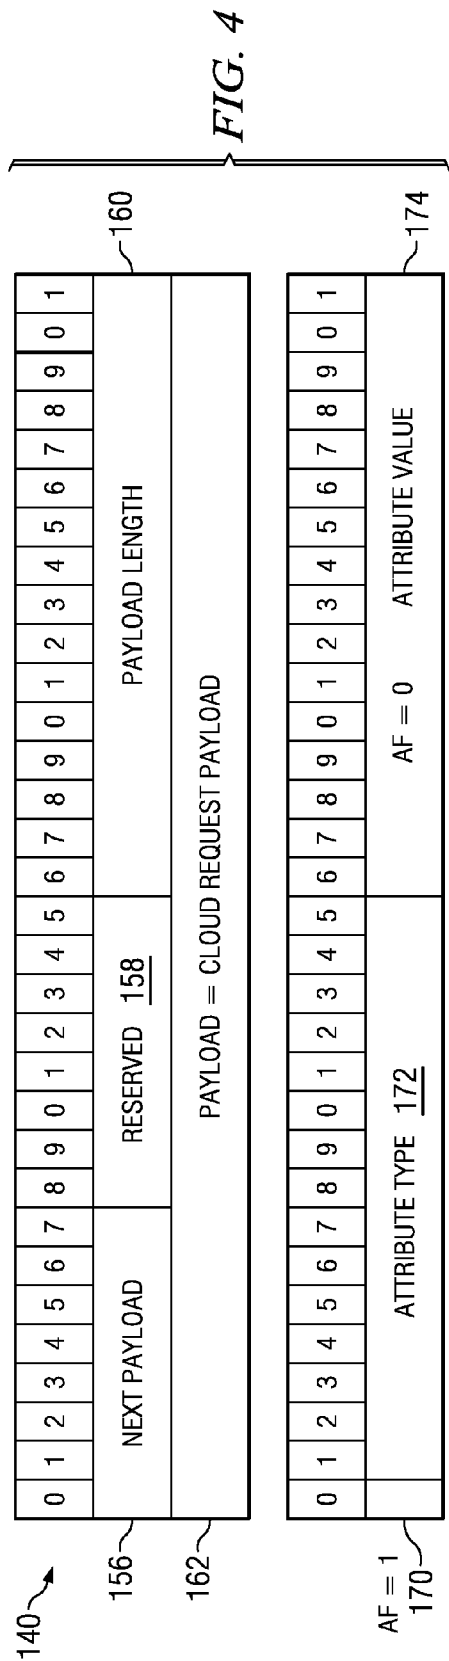 140
0 1 2 3 4 5 6 7 8 9 0 1 2 3 4 5 6 7 8 9 0 1 2 3 4 5 6 7 8 9 0 1
156 NEXT PAYLOAD RESERVED 158 PAYLOAD LENGTH 160
162 PAYLOAD = CLOUD REQUEST PAYLOAD
0 1 2 3 4 5 6 7 8 9 0 1 2 3 4 5 6 7 8 9 0 1 2 3 4 5 6 7 8 9 0 1
AF = 1 ATTRIBUTE TYPE 172 AF = 0 ATTRIBUTE VALUE 174
170
FIG. 4